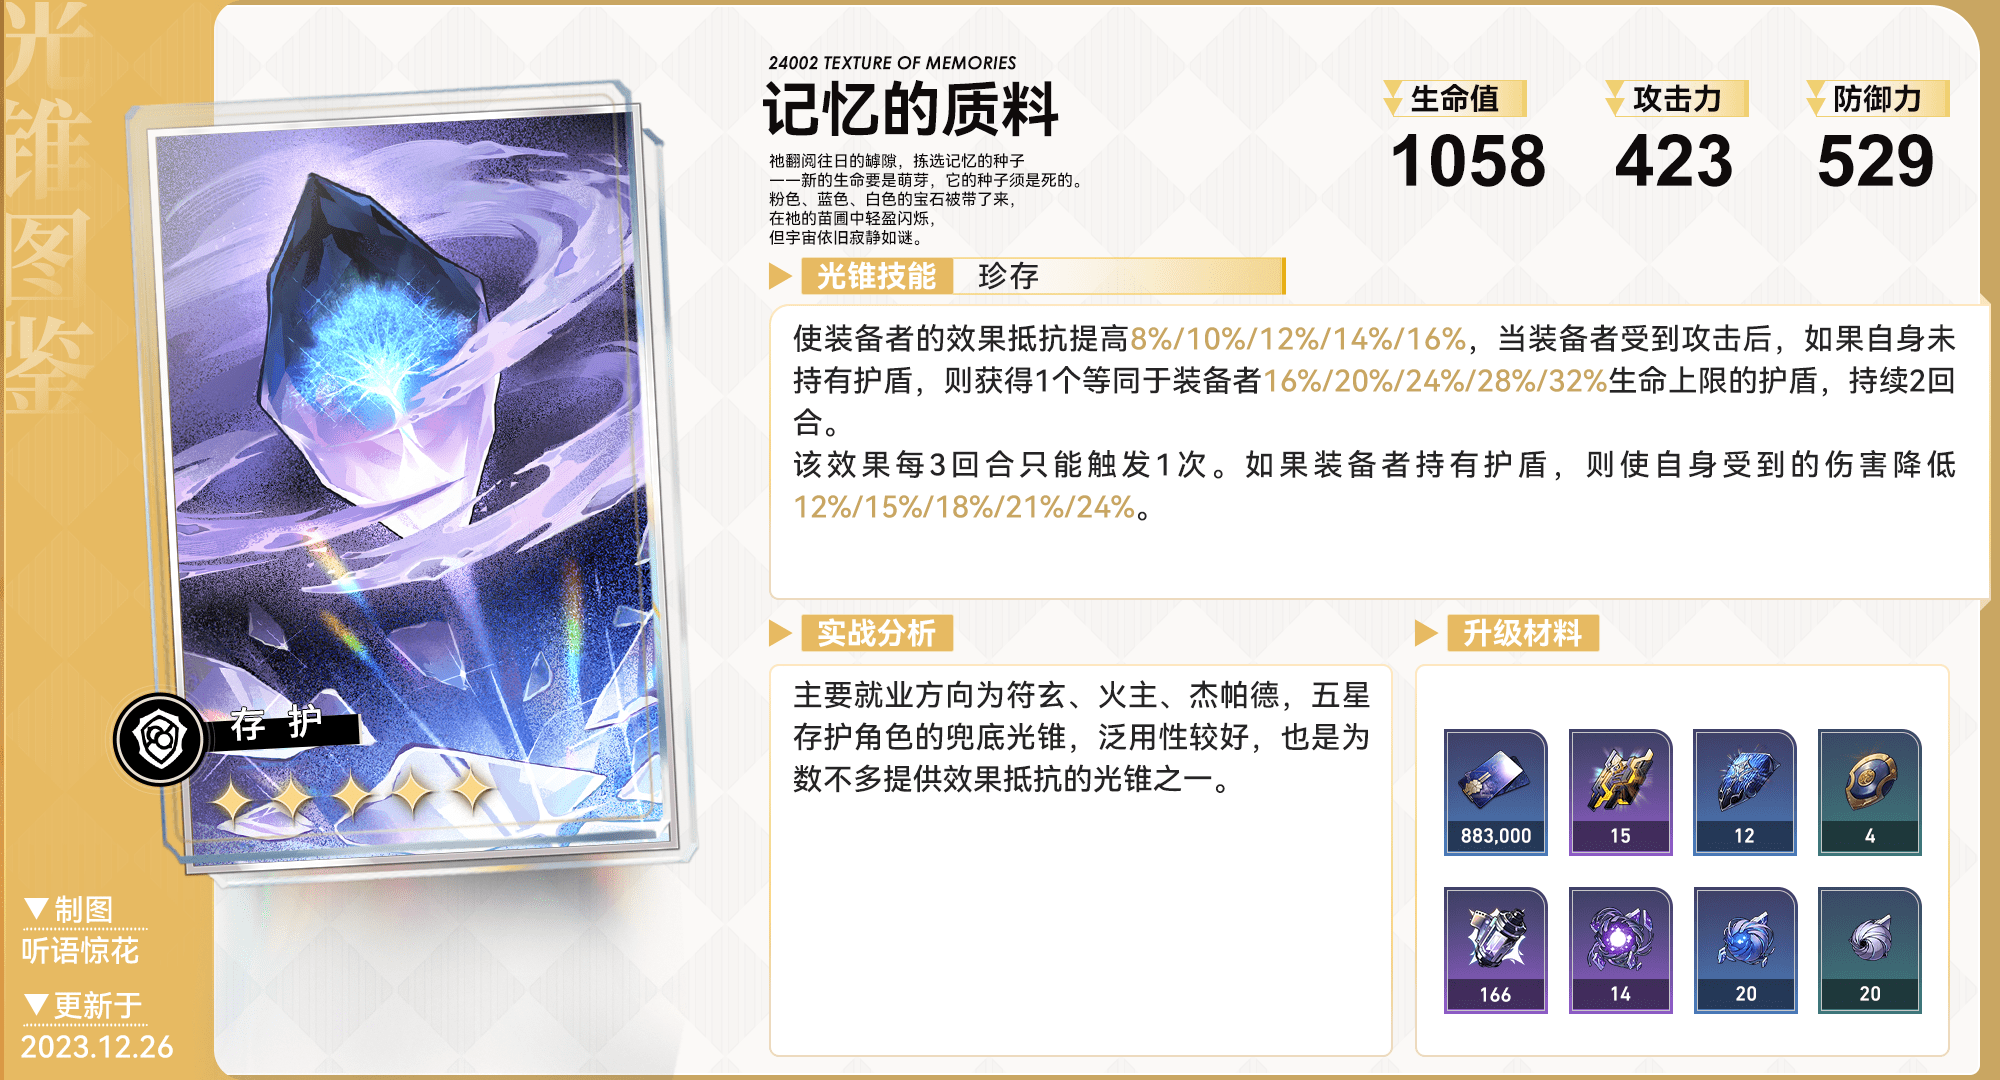 光锥图鉴
24002 TEXTURE OF MEMORIES
记忆的质料
祂翻阅往日的罅隙，拣选记忆的种子
——新的生命要是萌芽，它的种子须是死的。
粉色、蓝色、白色的宝石被带了来，
在祂的苗圃中轻盈闪烁，
但宇宙依旧寂静如谜。
生命值
1058
攻击力
423
防御力
529
光锥技能 珍存
使装备者的效果抵抗提高8%/10%/12%/14%/16%，当装备者受到攻击后，如果自身未
持有护盾，则获得1个等同于装备者16%/20%/24%/28%/32%生命上限的护盾，持续2回
合。
该效果每3回合只能触发1次。如果装备者持有护盾，则使自身受到的伤害降低
12%/15%/18%/21%/24%。
实战分析
主要就业方向为符玄、火主、杰帕德，五星
存护角色的兜底光锥，泛用性较好，也是为
数不多提供效果抵抗的光锥之一。
升级材料
883,000
15
12
4
166
14
20
20
存护
▼制图
听语惊花
▼更新于
2023.12.26